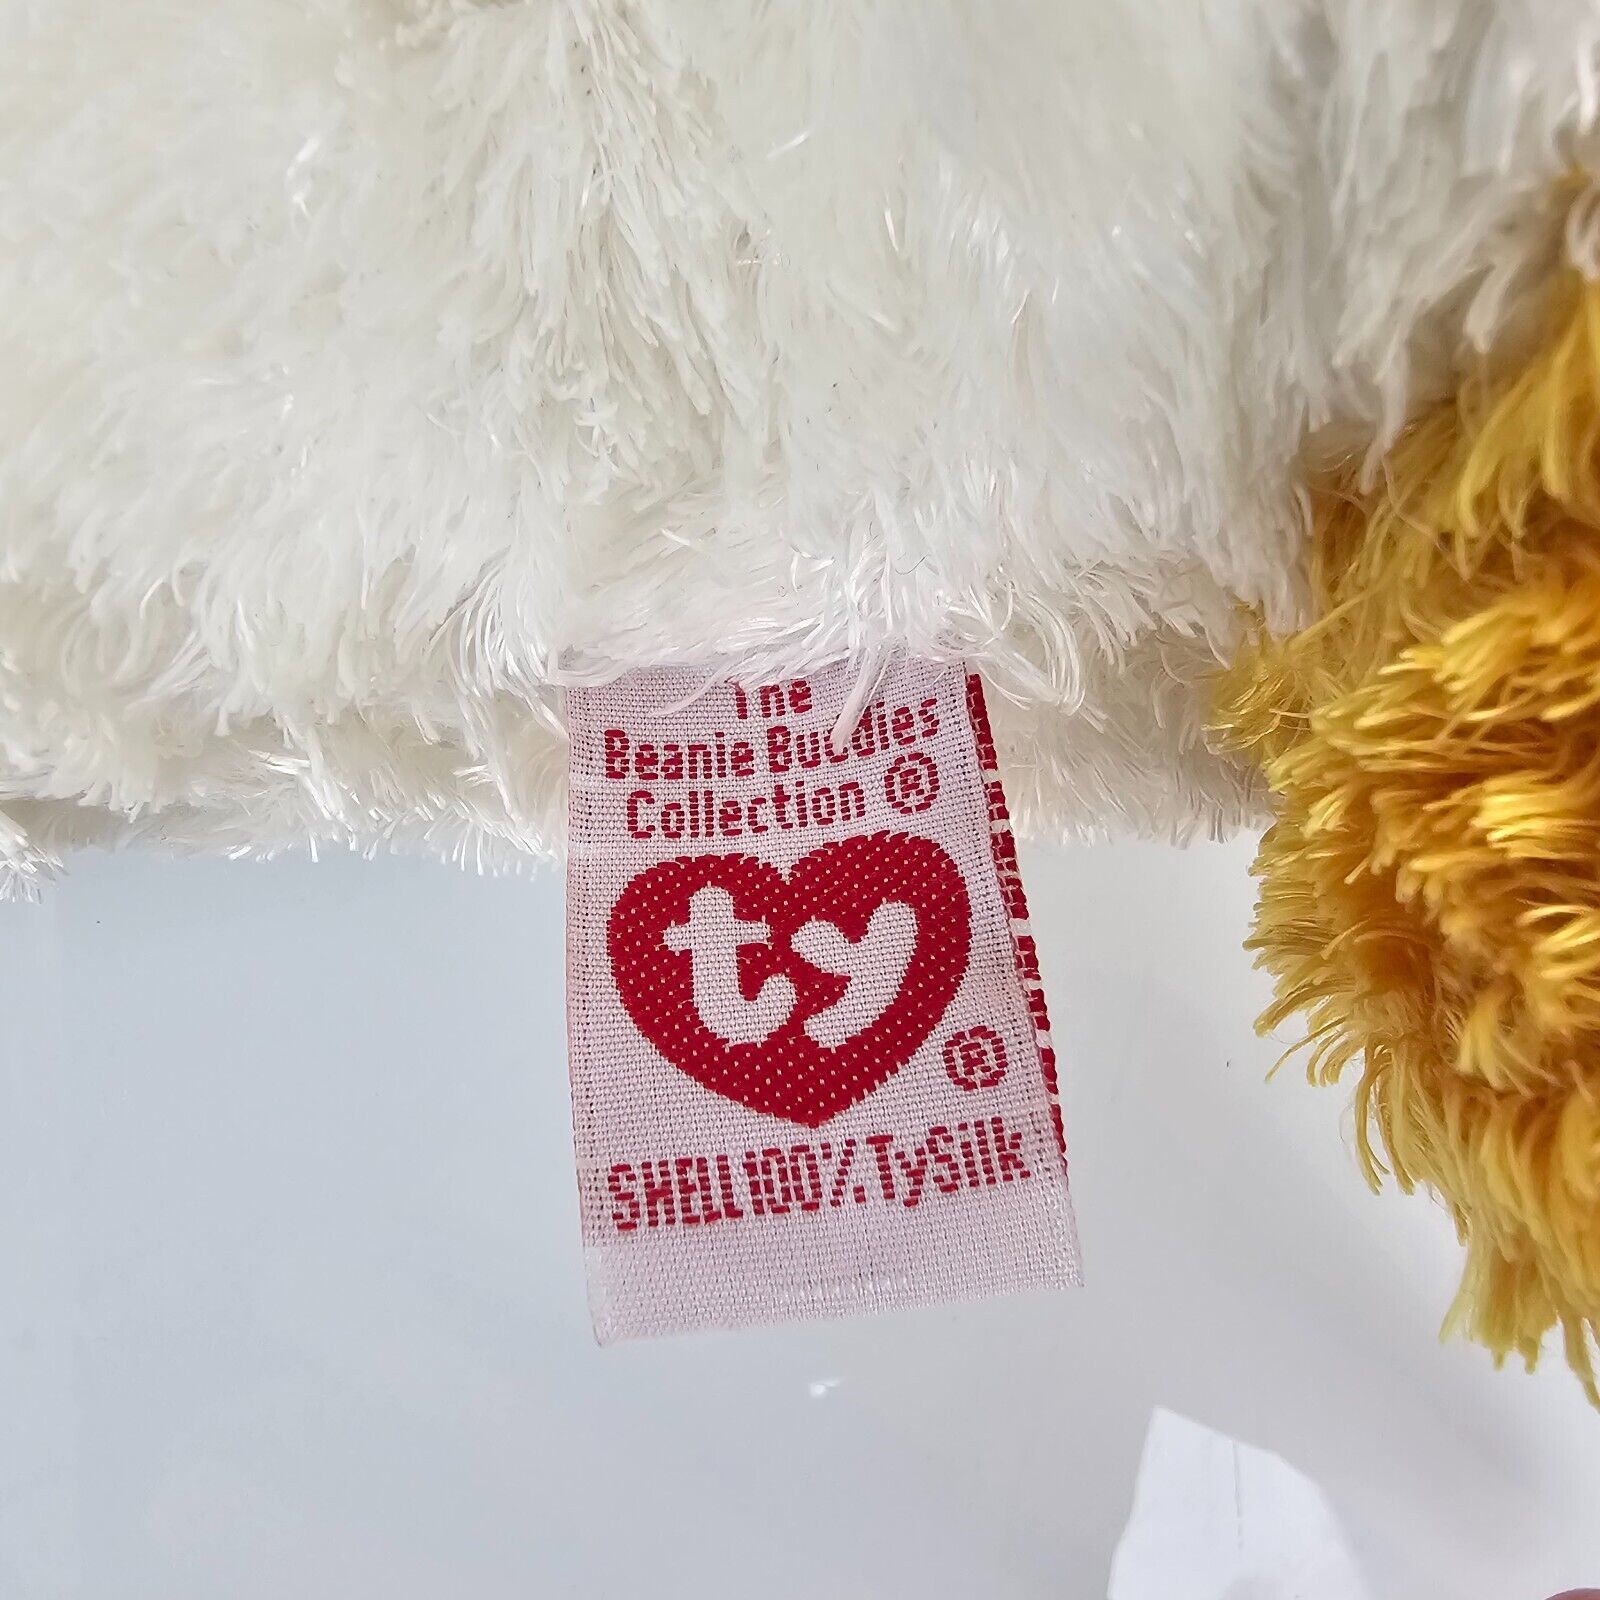 The
Beanie Buddies
Collection ®
ty
®
SHELL 100% TySilk